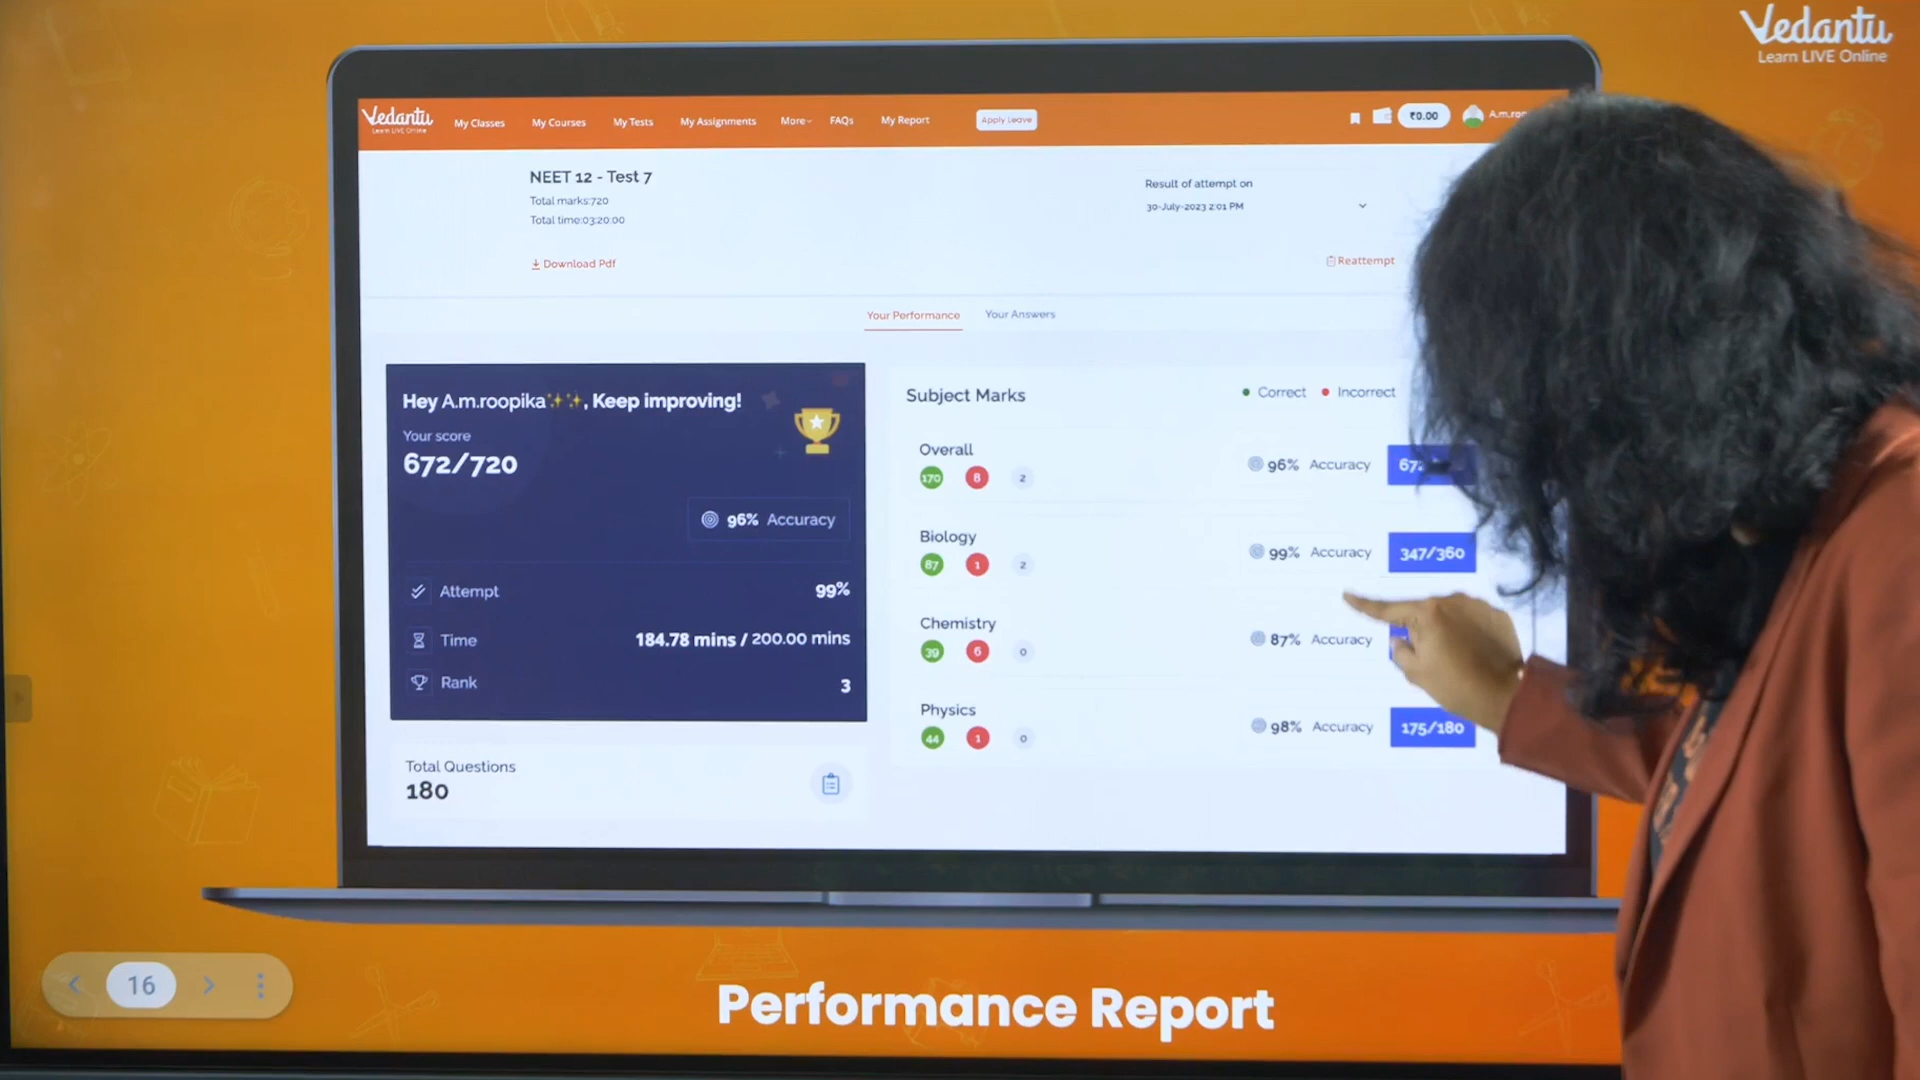 Vedantu
Learn LIVE Online
Vedantu
Learn LIVE Online
My Classes
My Courses
My Tests
My Assignments
More
FAQs
My Report
Apply Leave
₹0.00
NEET 12 - Test 7
Total marks:720
Total time:03:20:00
Result of attempt on
30-July-2023 2:01 PM
Download Pdf
Reattempt
Your Performance
Your Answers
Hey A.m.roopika✨✨, Keep improving!
Your score
672/720
96% Accuracy
Attempt 99%
Time 184.78 mins / 200.00 mins
Rank 3
Total Questions
180
Subject Marks
Correct
Incorrect
Overall
170 8 2
96% Accuracy
Biology
87 1 2
99% Accuracy 347/360
Chemistry
39 6 0
87% Accuracy
Physics
44 1 0
98% Accuracy 175/180
16
Performance Report